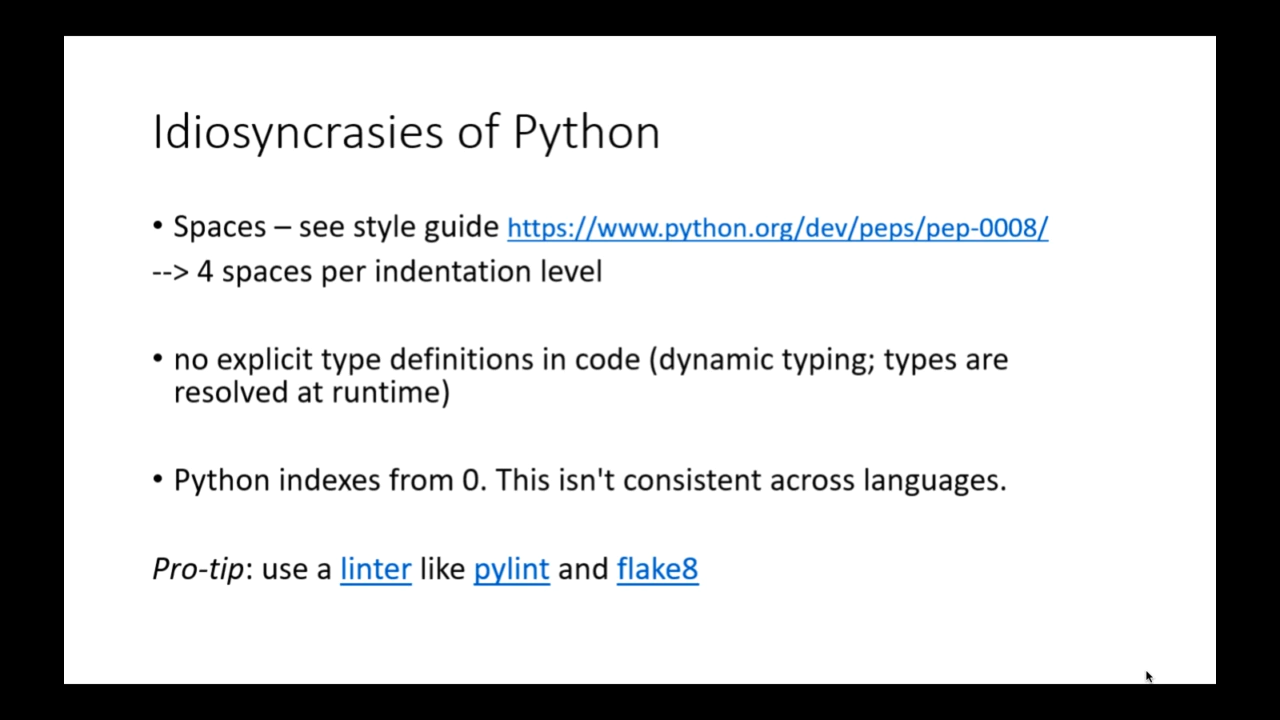 Idiosyncrasies of Python
• Spaces – see style guide https://www.python.org/dev/peps/pep-0008/
--> 4 spaces per indentation level
• no explicit type definitions in code (dynamic typing; types are
resolved at runtime)
• Python indexes from 0. This isn't consistent across languages.
Pro-tip: use a linter like pylint and flake8